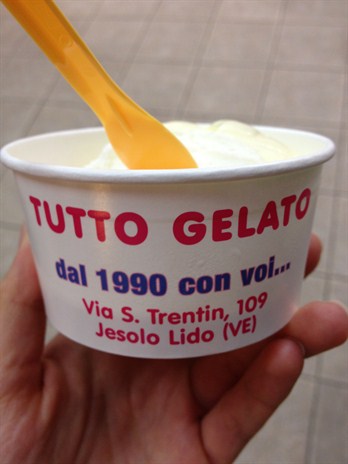 TUTTO GELATO
dal 1990 con voi...
Via S. Trentin, 109
Jesolo Lido (VE)